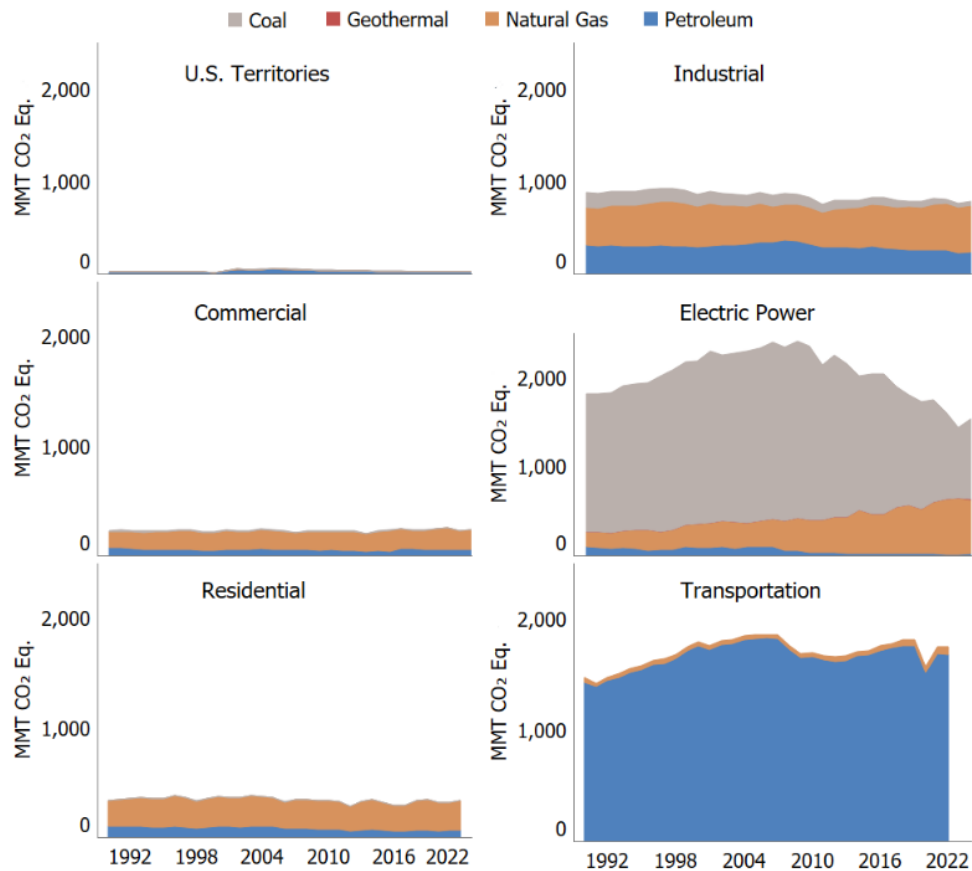 Coal Geothermal Natural Gas Petroleum
U.S. Territories
MMT CO₂ Eq.
2,000
1,000
0
Industrial
MMT CO₂ Eq.
2,000
1,000
0
Commercial
MMT CO₂ Eq.
2,000
1,000
0
Electric Power
MMT CO₂ Eq.
2,000
1,000
0
Residential
MMT CO₂ Eq.
2,000
1,000
0
1992 1998 2004 2010 2016 2022
Transportation
MMT CO₂ Eq.
2,000
1,000
0
1992 1998 2004 2010 2016 2022